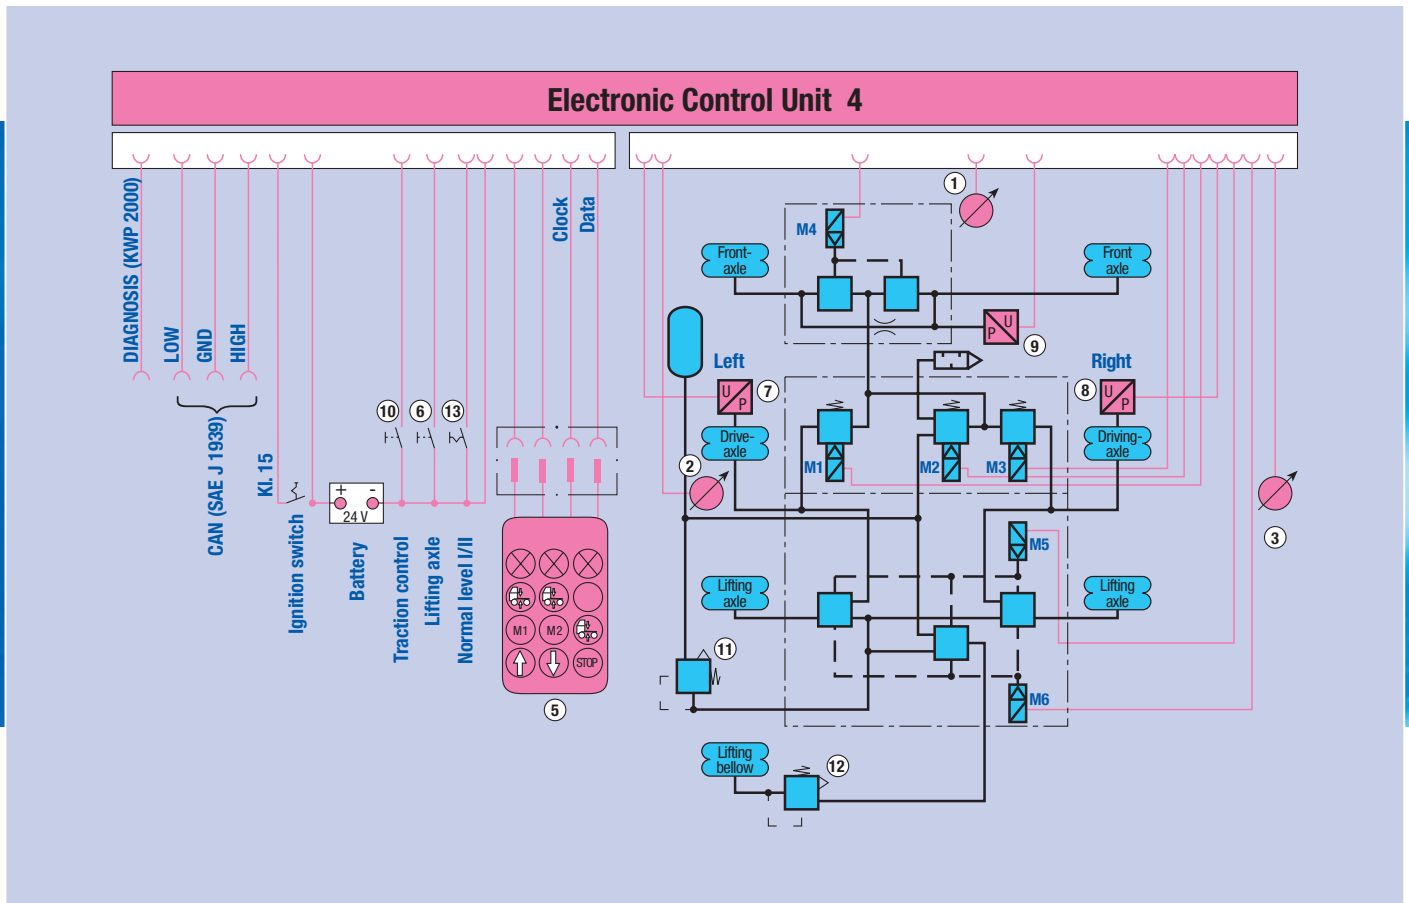 Electronic Control Unit 4
DIAGNOSIS (KWP 2000)
LOW
GND
HIGH
CAN (SAE J 1939)
Kl. 15
Ignition switch
+ -
24 V
Battery
10
6
13
Traction control
Lifting axle
Normal level I/II
Clock
Data
M1
M2
STOP
5
1
M4
Front-
axle
Front
axle
U
P
9
Left
Right
U
P
7
8
U
P
Drive-
axle
Driving-
axle
2
M1
M2
M3
3
M5
Lifting
axle
Lifting
axle
11
M6
Lifting
bellow
12